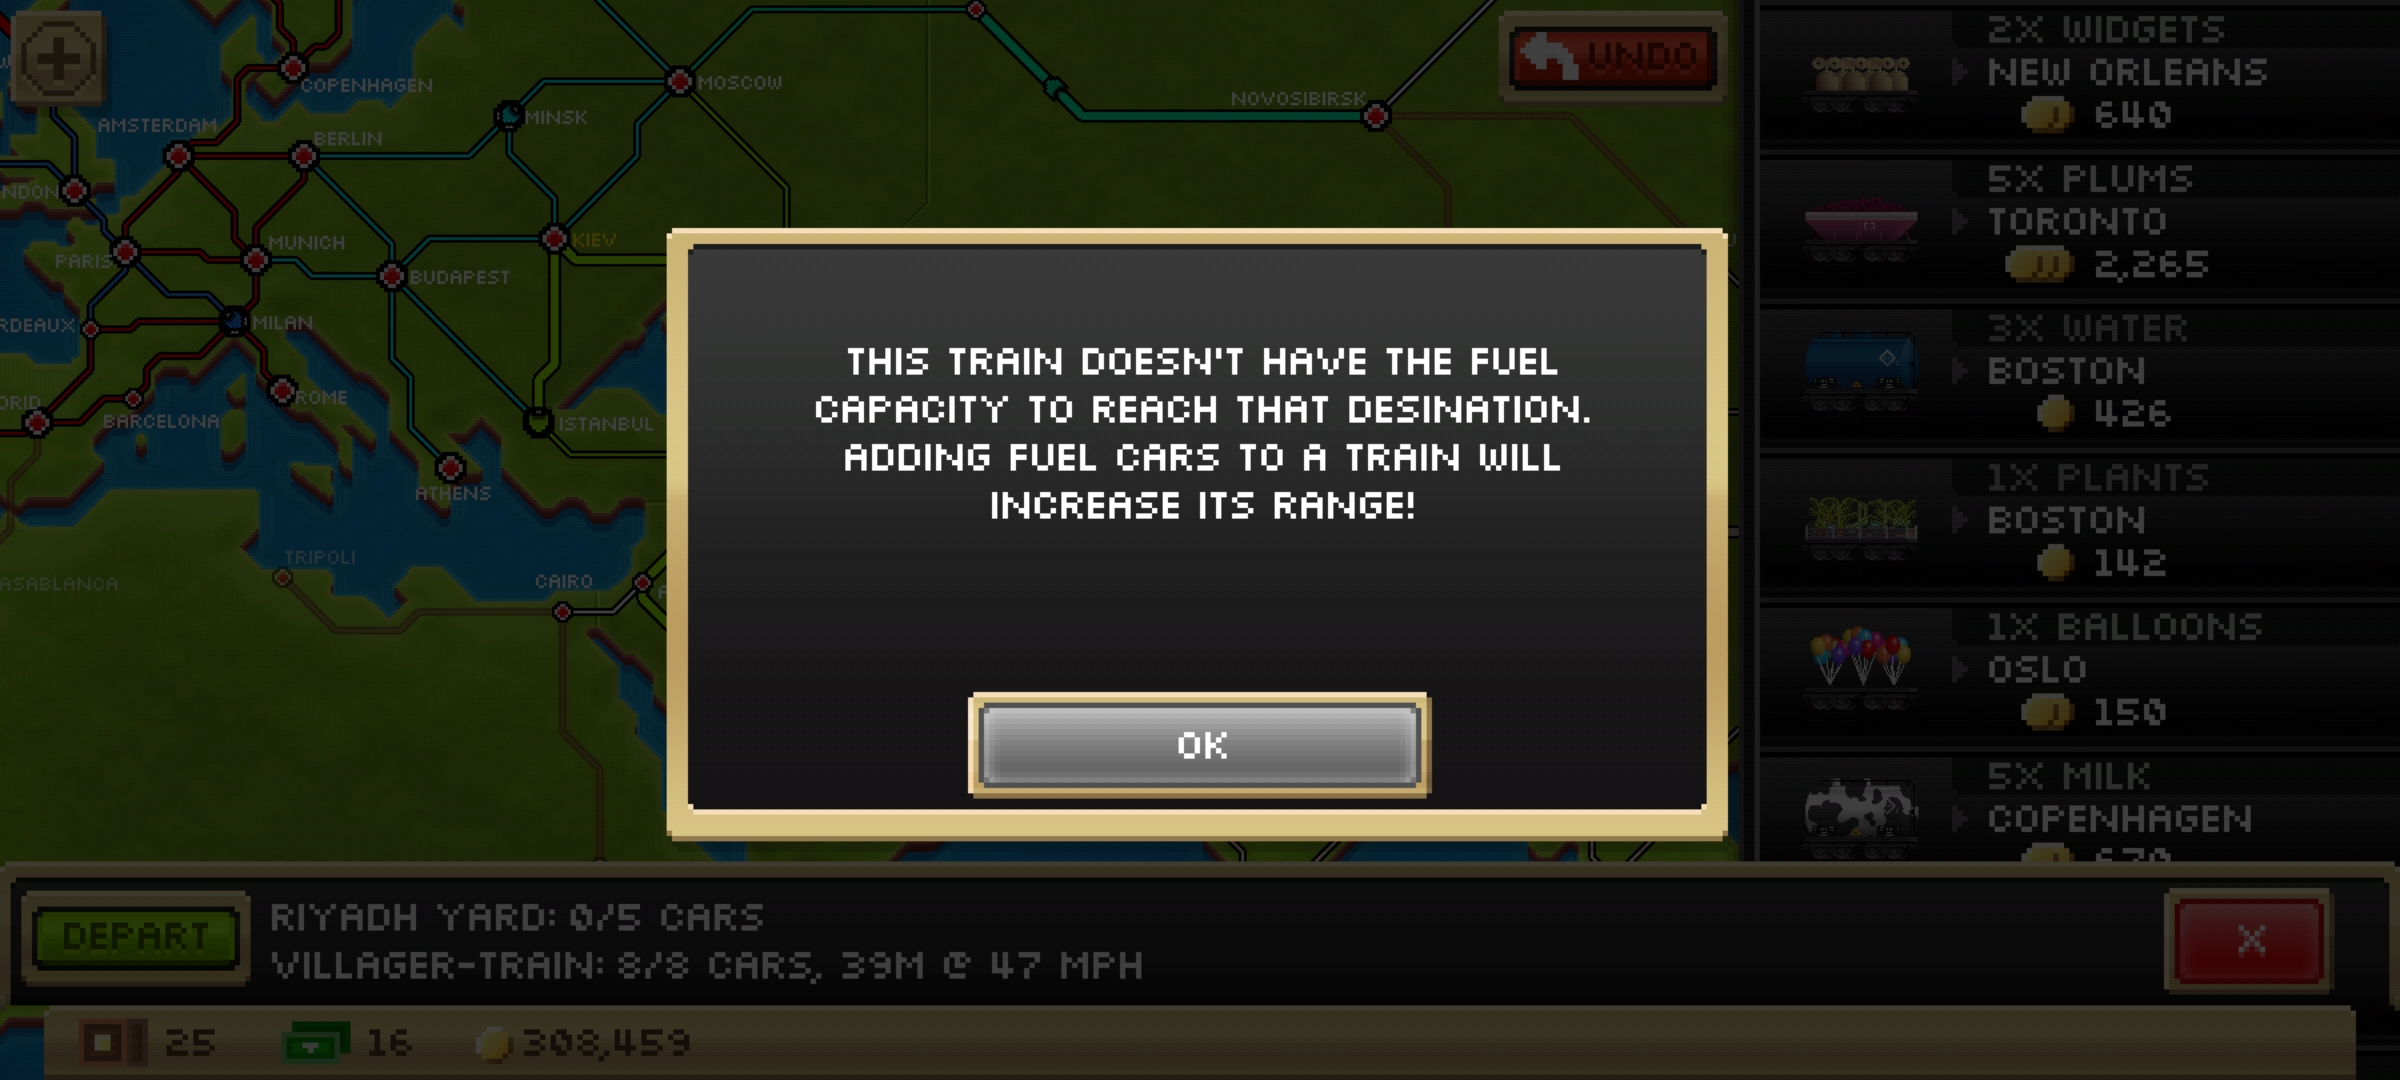 COPENHAGEN
AMSTERDAM
BERLIN
MINSK
MOSCOW
NOVOSIBIRSK
UNDO
NDON
PARIS
MUNICH
KIEV
BUDAPEST
RDEAUX
MILAN
ROME
RID
BARCELONA
ISTANBUL
ATHENS
TRIPOLI
CAIRO
ASABLANCA
THIS TRAIN DOESN'T HAVE THE FUEL
CAPACITY TO REACH THAT DESINATION.
ADDING FUEL CARS TO A TRAIN WILL
INCREASE ITS RANGE!
OK
2X WIDGETS
NEW ORLEANS
640
5X PLUMS
TORONTO
2,265
3X WATER
BOSTON
426
1X PLANTS
BOSTON
142
1X BALLOONS
OSLO
150
5X MILK
COPENHAGEN
DEPART
RIYADH YARD: 0/5 CARS
VILLAGER-TRAIN: 8/8 CARS, 39M @ 47 MPH
X
25
16
308,459